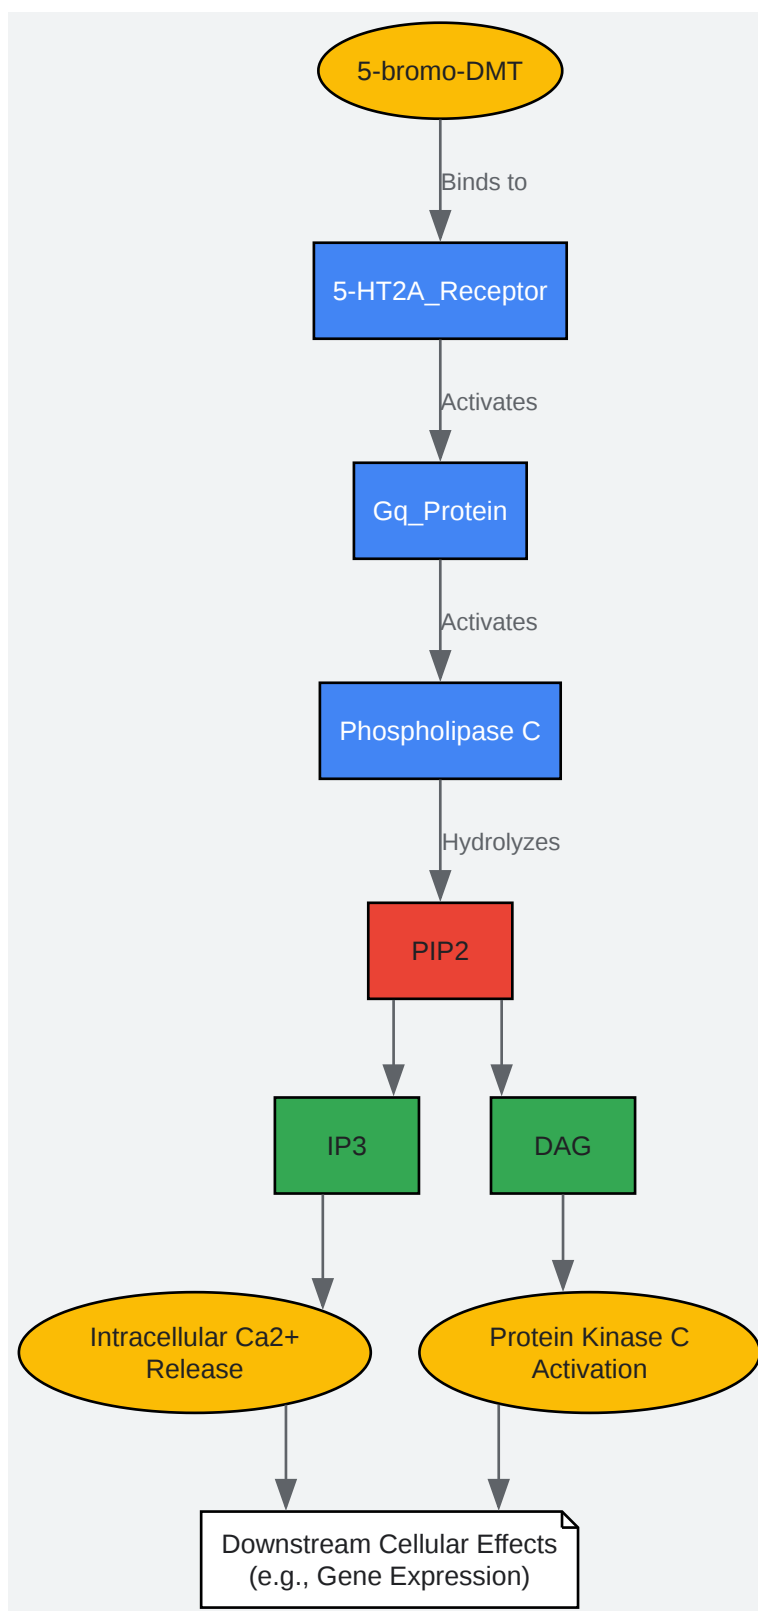 5-bromo-DMT
Binds to
5-HT2A_Receptor
Activates
Gq_Protein
Activates
Phospholipase C
Hydrolyzes
PIP2
IP3
DAG
Intracellular Ca2+
Release
Protein Kinase C
Activation
Downstream Cellular Effects
(e.g., Gene Expression)